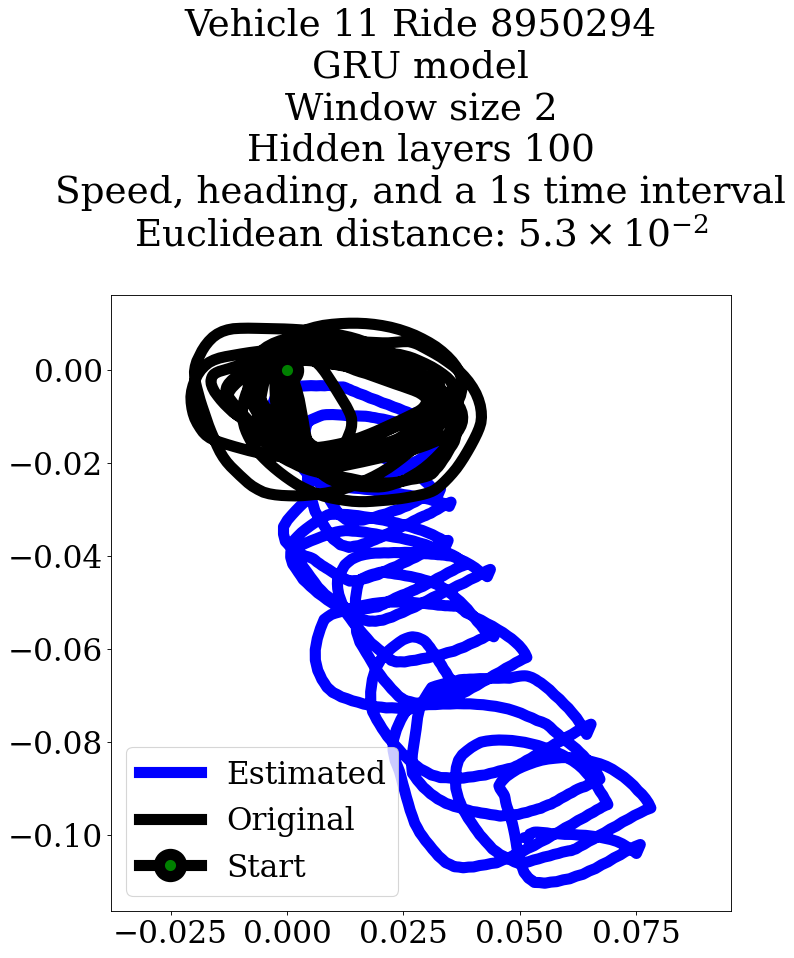 Vehicle 11 Ride 8950294
GRU model
Window size 2
Hidden layers 100
Speed, heading, and a 1s time interval
Euclidean distance: $5.3 \times 10^{-2}$
0.00
−0.02
−0.04
−0.06
−0.08
−0.10
Estimated
Original
Start
−0.025 0.000 0.025 0.050 0.075